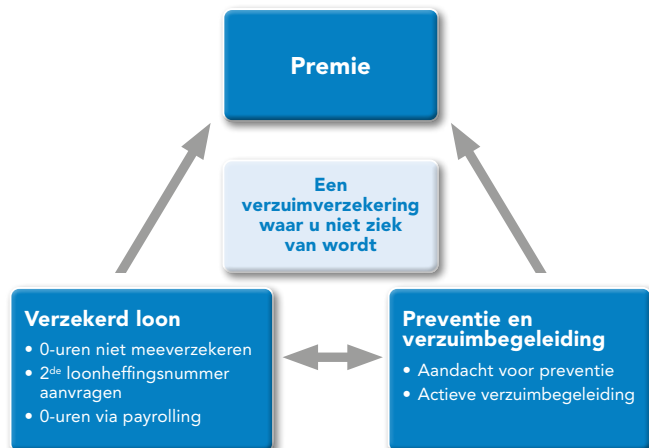 Premie
Een
verzuimverzekering
waar u niet ziek
van wordt
Verzekerd loon
• 0-uren niet meeverzekeren
• 2de loonheffingsnummer
aanvragen
• 0-uren via payrolling
Preventie en
verzuimbegeleiding
• Aandacht voor preventie
• Actieve verzuimbegeleiding